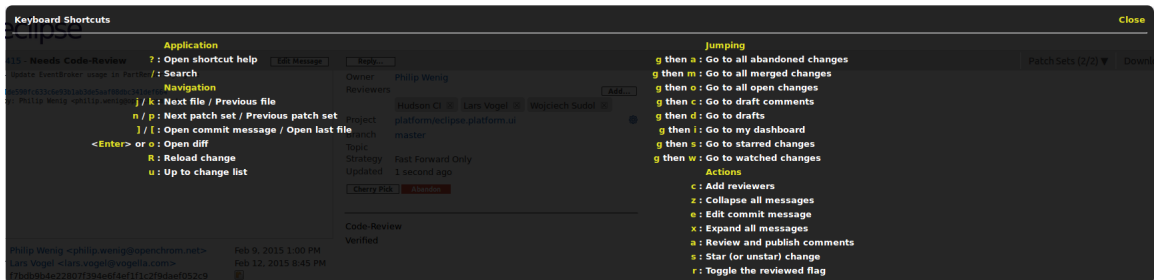 Keyboard Shortcuts
Close
eclipse
Application
? : Open shortcut help
/ : Search
Navigation
j / k : Next file / Previous file
n / p : Next patch set / Previous patch set
] / [ : Open commit message / Open last file
<Enter> or o : Open diff
R : Reload change
u : Up to change list
Jumping
g then a : Go to all abandoned changes
g then m : Go to all merged changes
g then o : Go to all open changes
g then c : Go to draft comments
g then d : Go to drafts
g then i : Go to my dashboard
g then s : Go to starred changes
g then w : Go to watched changes
Actions
c : Add reviewers
z : Collapse all messages
e : Edit commit message
x : Expand all messages
a : Review and publish comments
s : Star (or unstar) change
r : Toggle the reviewed flag
415 - Needs Code-Review
Edit Message
Reply...
Patch Sets (2/2) ▼
Update EventBroker usage in
Owner Philip Wenig
Reviewers
Add...
Hudson CI Lars Vogel Wojciech Sudol
Project platform/eclipse.platform.ui
Branch master
Topic
Strategy Fast Forward Only
Updated 1 second ago
Cherry Pick Abandon
Code-Review
Verified
Philip Wenig <philip.wenig@openchrom.net> Feb 9, 2015 1:00 PM
Lars Vogel <lars.vogel@vogella.com> Feb 12, 2015 8:45 PM